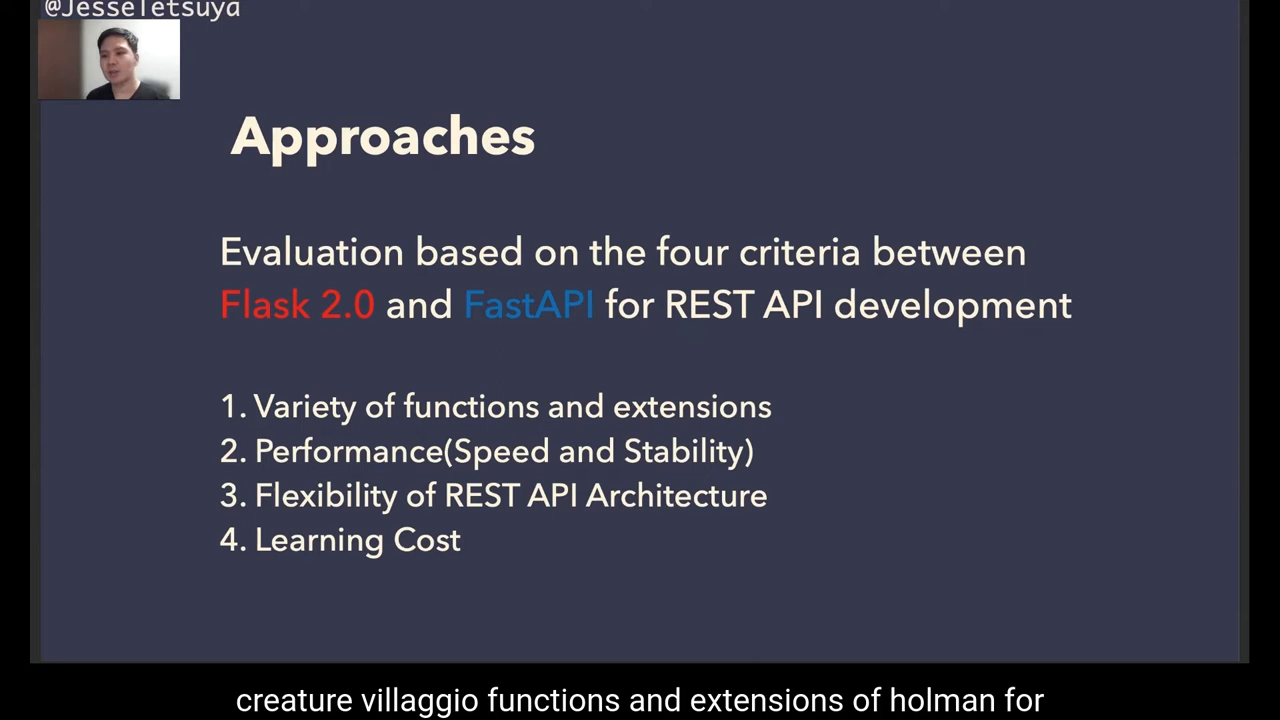 @JesseTetsuya
Approaches
Evaluation based on the four criteria between
Flask 2.0 and FastAPI for REST API development
1. Variety of functions and extensions
2. Performance(Speed and Stability)
3. Flexibility of REST API Architecture
4. Learning Cost
creature villaggio functions and extensions of holman for